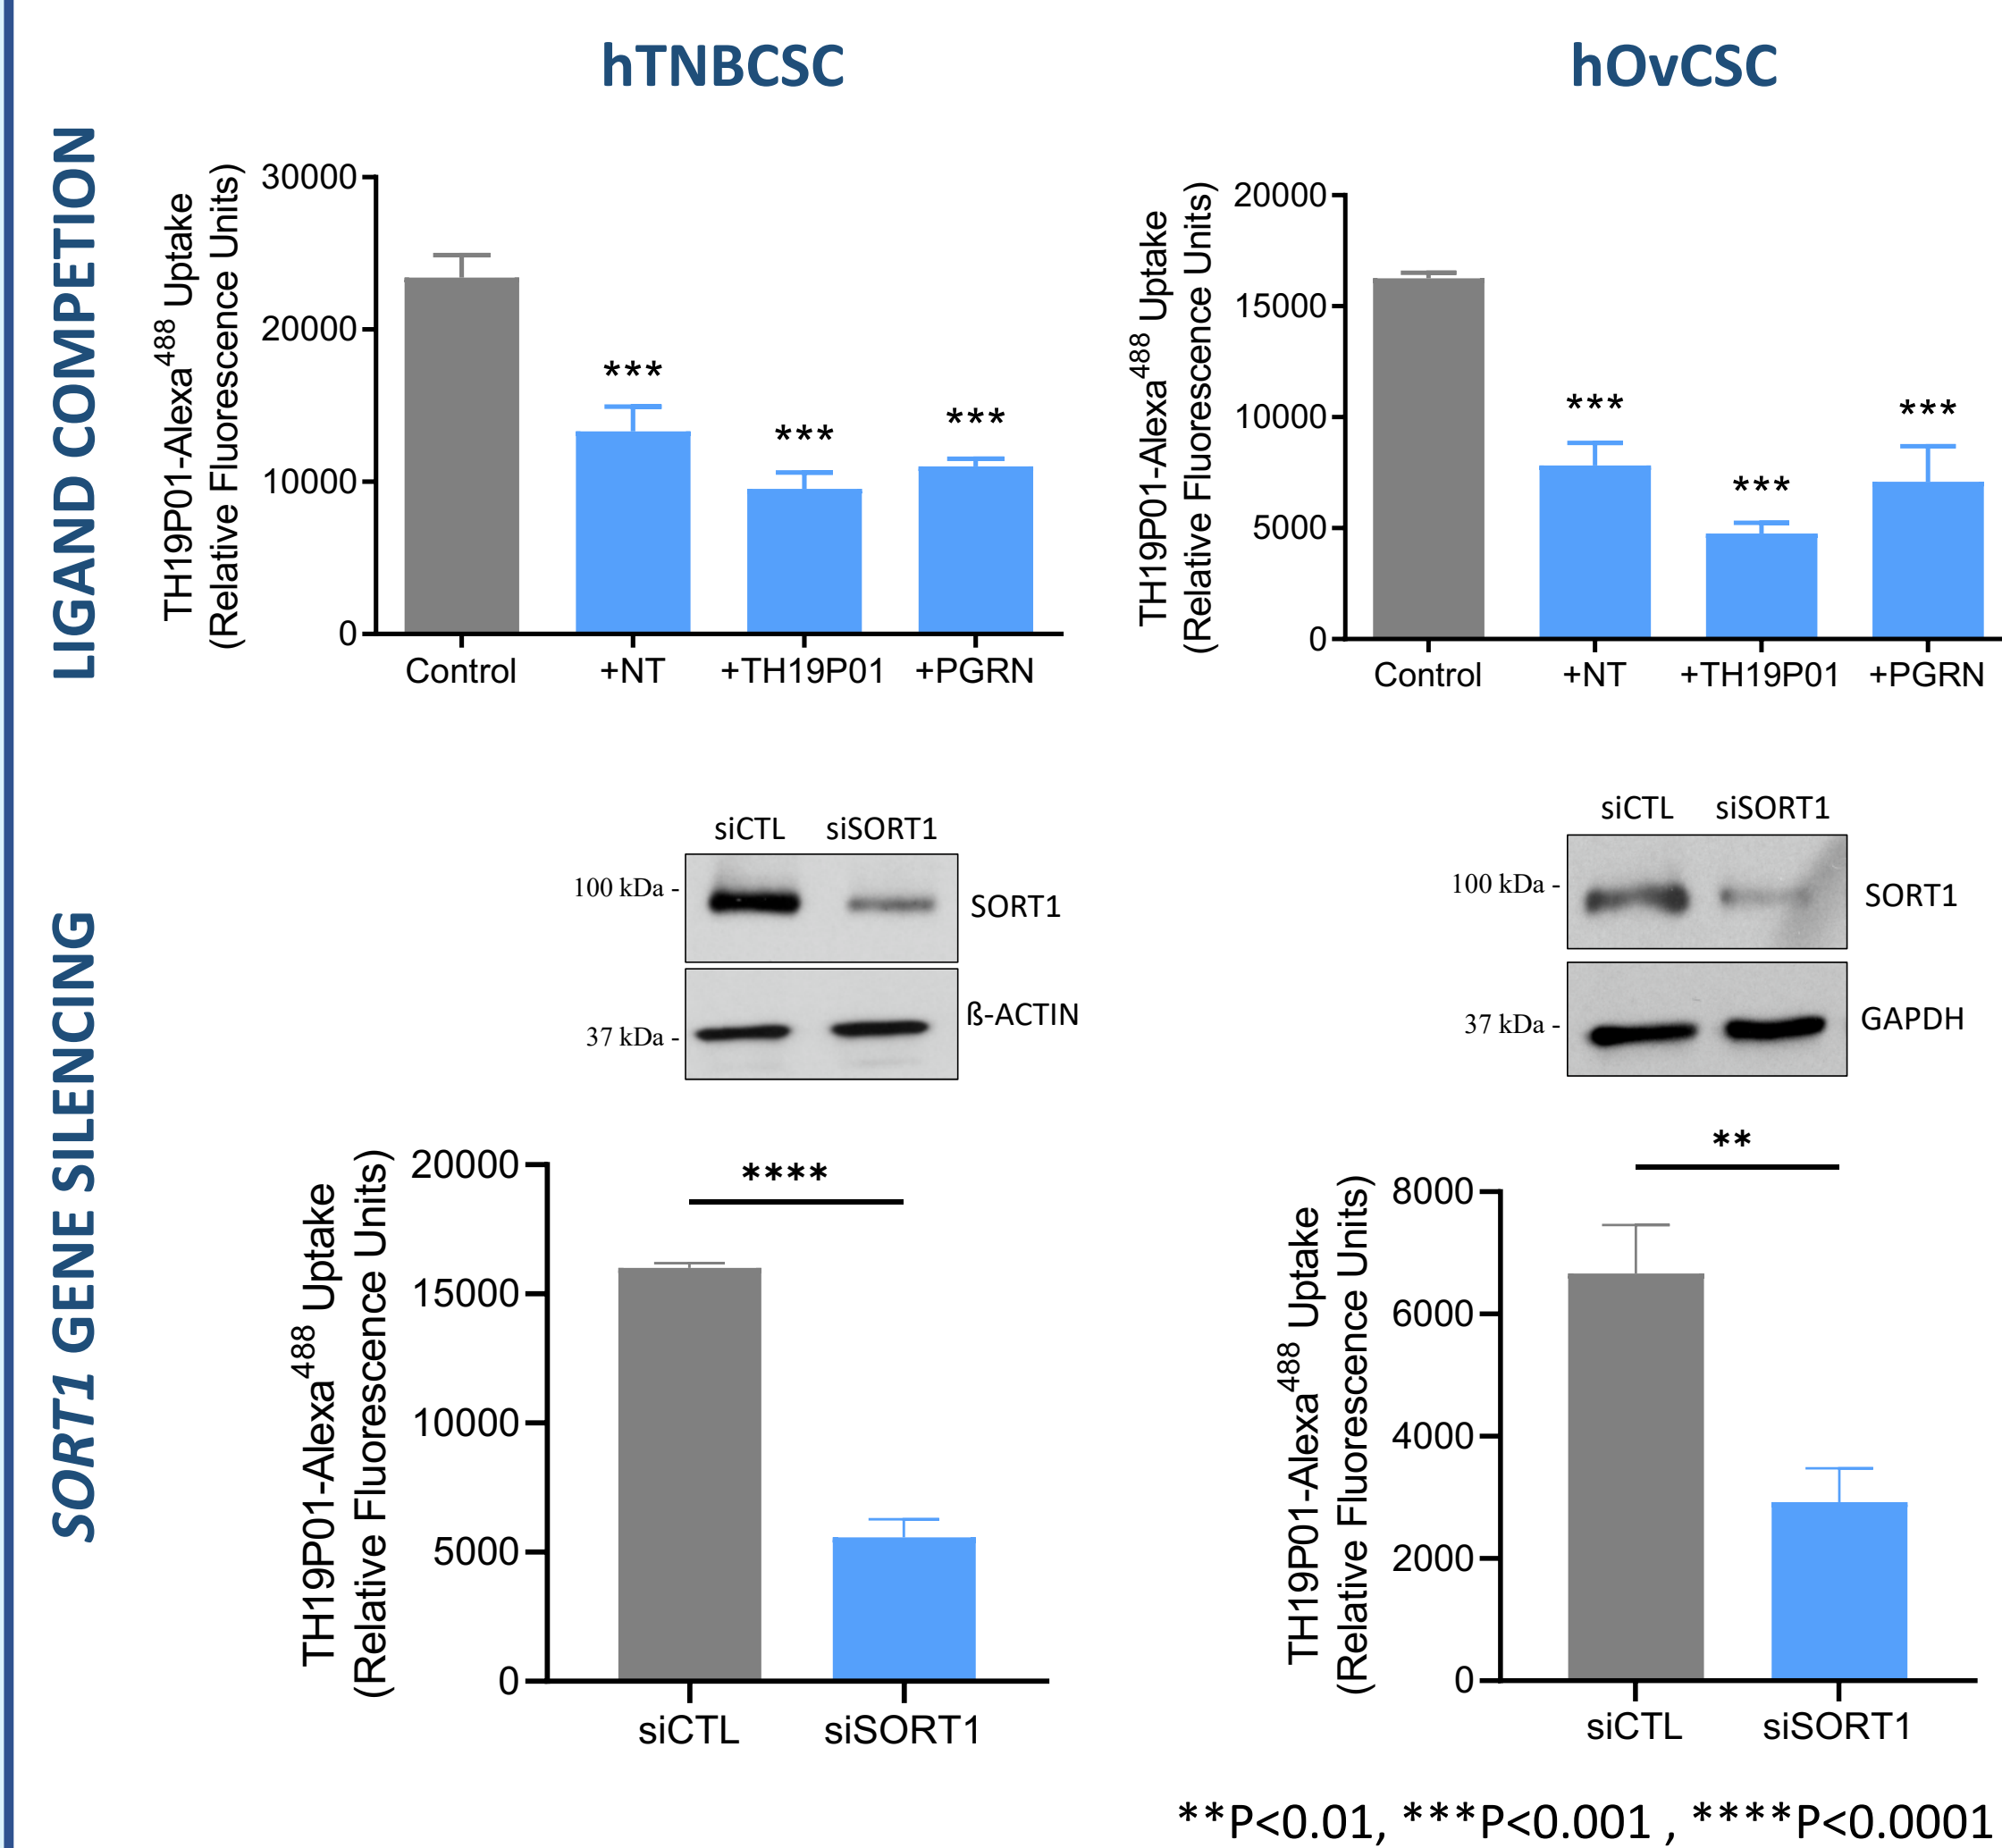 hTNBCSC
hOvCSC
LIGAND COMPETION
TH19P01-Alexa488 Uptake
(Relative Fluorescence Units)
30000
20000
10000
0
***
***
***
Control
+NT
+TH19P01
+PGRN
TH19P01-Alexa488 Uptake
(Relative Fluorescence Units)
20000
15000
10000
5000
0
***
***
***
Control
+NT
+TH19P01
+PGRN
SORT1 GENE SILENCING
siCTL
siSORT1
100 kDa -
SORT1
37 kDa -
ß-ACTIN
siCTL
siSORT1
100 kDa -
SORT1
37 kDa -
GAPDH
TH19P01-Alexa488 Uptake
(Relative Fluorescence Units)
20000
15000
10000
5000
0
****
siCTL
siSORT1
TH19P01-Alexa488 Uptake
(Relative Fluorescence Units)
8000
6000
4000
2000
0
**
siCTL
siSORT1
**P<0.01, ***P<0.001 , ****P<0.0001